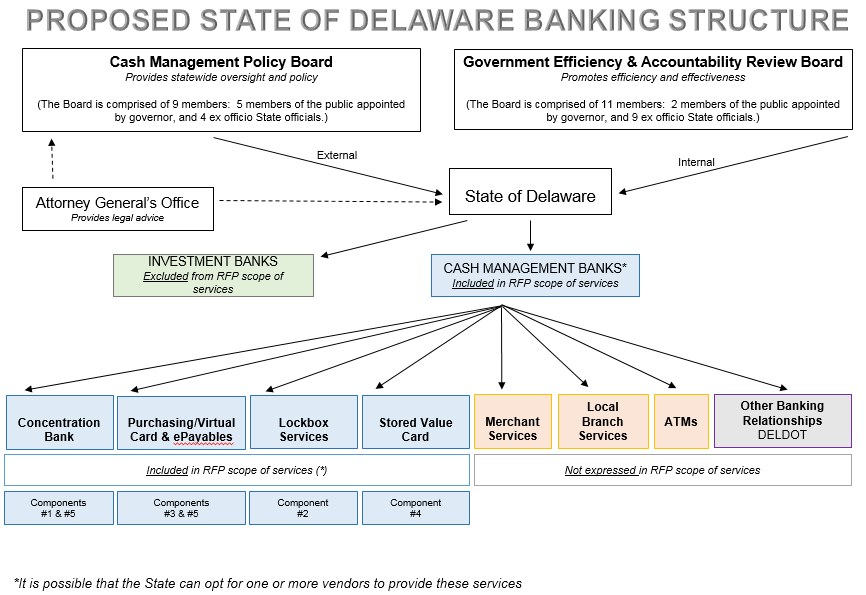 PROPOSED STATE OF DELAWARE BANKING STRUCTURE
Cash Management Policy Board
Provides statewide oversight and policy
(The Board is comprised of 9 members:  5 members of the public appointed
by governor, and 4 ex officio State officials.)
Government Efficiency & Accountability Review Board
Promotes efficiency and effectiveness
(The Board is comprised of 11 members:  2 members of the public appointed
by governor, and 9 ex officio State officials.)
External
Internal
Attorney General's Office
Provides legal advice
State of Delaware
INVESTMENT BANKS
Excluded from RFP scope of
services
CASH MANAGEMENT BANKS*
Included in RFP scope of services
Concentration
Bank
Purchasing/Virtual
Card & ePayables
Lockbox
Services
Stored Value
Card
Merchant
Services
Local
Branch
Services
ATMs
Other Banking
Relationships
DELDOT
Included in RFP scope of services (*)
Not expressed in RFP scope of services
Components
#1 & #5
Components
#3 & #5
Component
#2
Component
#4
*It is possible that the State can opt for one or more vendors to provide these services